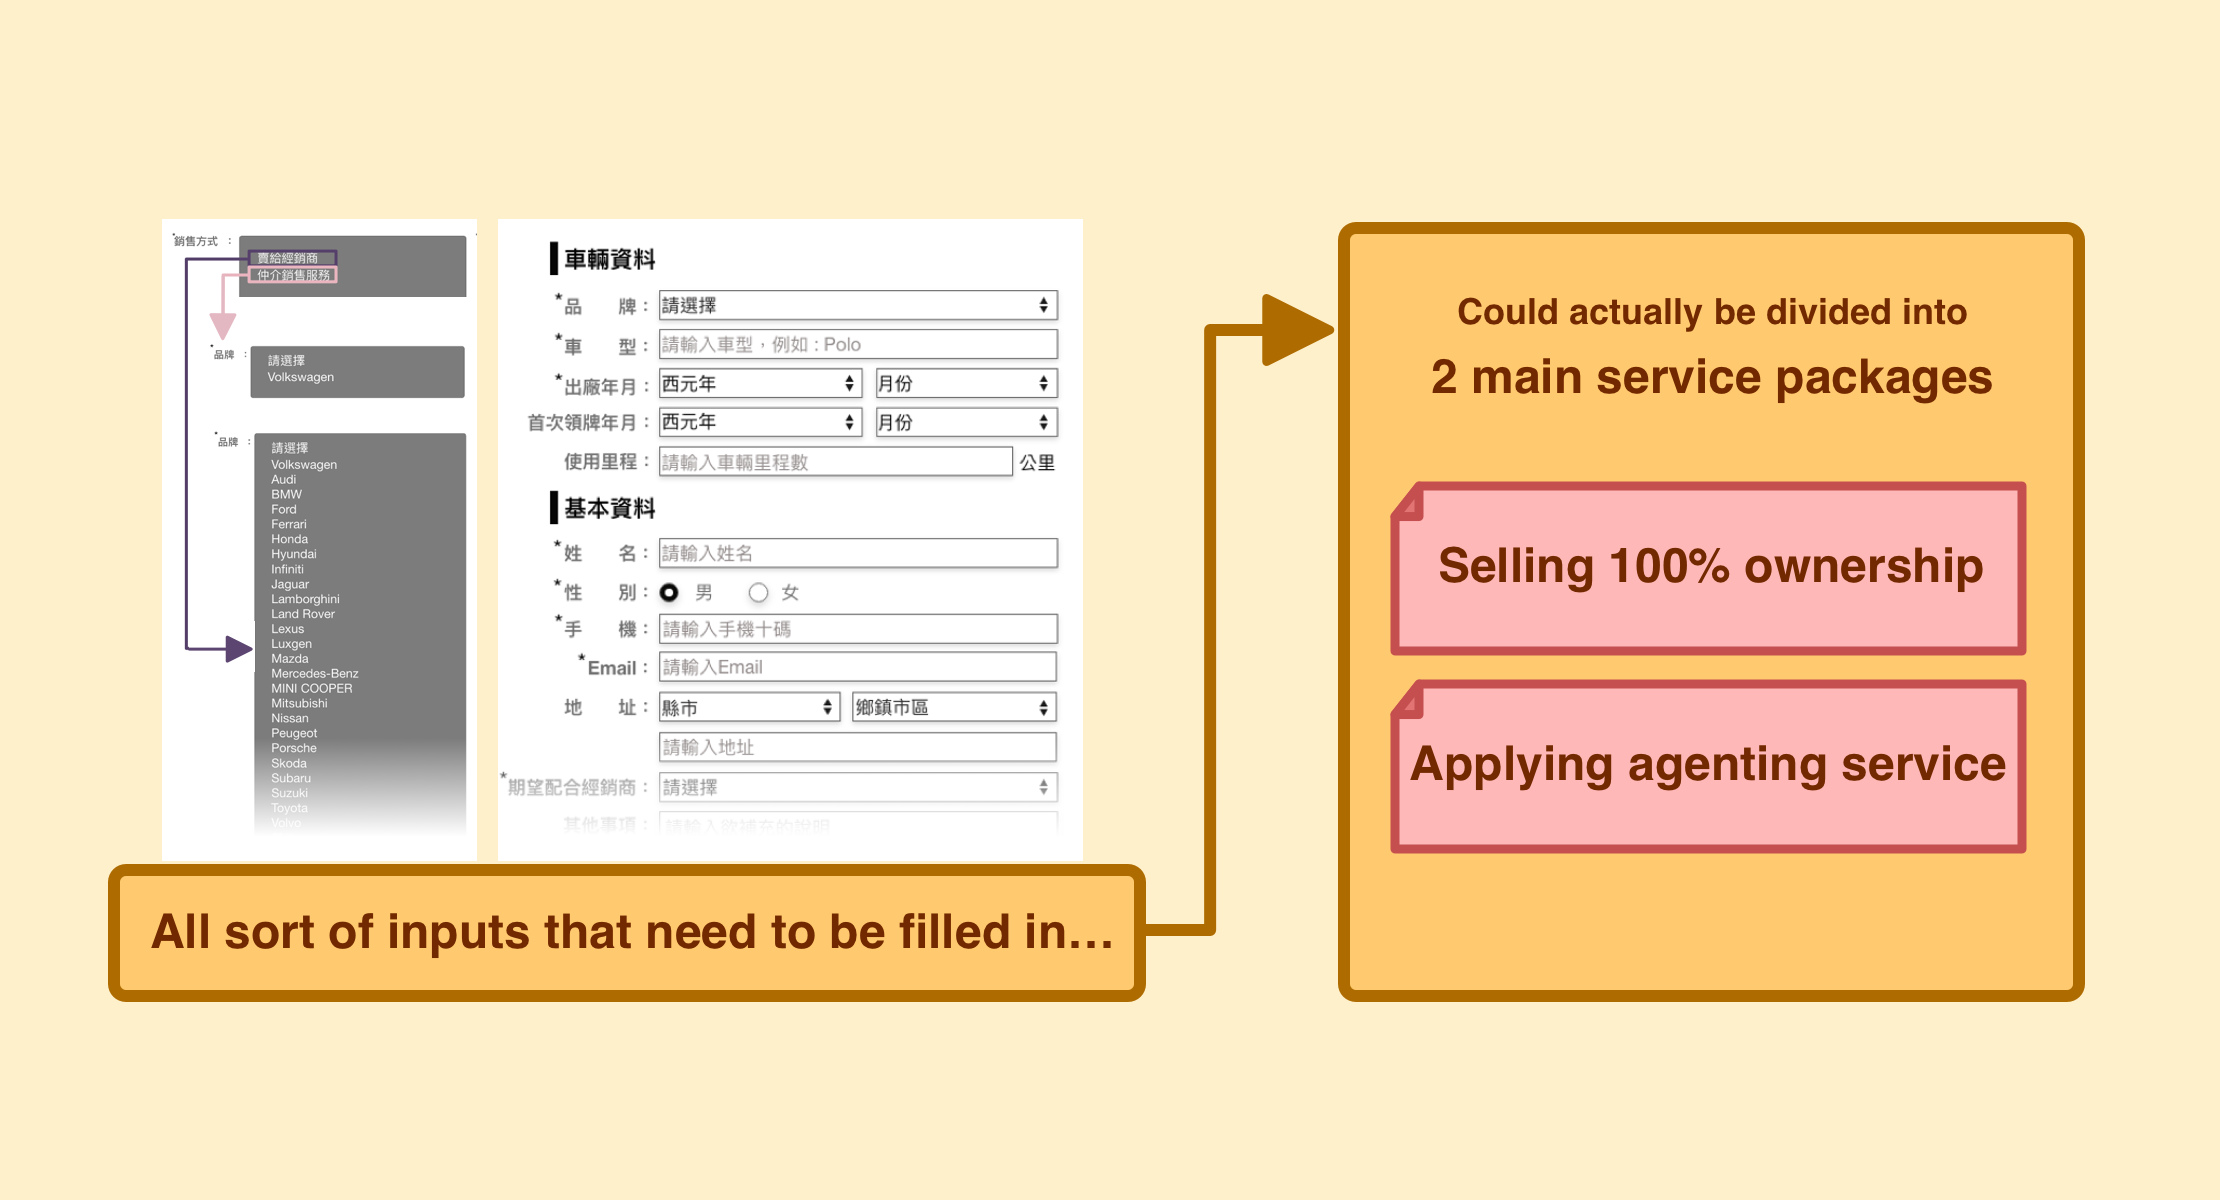 *銷售方式 :
賣給經銷商
仲介銷售服務
*品牌 :
請選擇
Volkswagen
*品牌 :
請選擇
Volkswagen
Audi
BMW
Ford
Ferrari
Honda
Hyundai
Infiniti
Jaguar
Lamborghini
Land Rover
Lexus
Luxgen
Mazda
Mercedes-Benz
MINI COOPER
Mitsubishi
Nissan
Peugeot
Porsche
Skoda
Subaru
Suzuki
Toyota
Volvo
車輛資料
*品 牌: 請選擇
*車 型: 請輸入車型，例如 : Polo
*出廠年月: 西元年 月份
首次領牌年月: 西元年 月份
使用里程: 請輸入車輛里程數 公里
基本資料
*姓 名: 請輸入姓名
*性 別: 男 女
*手 機: 請輸入手機十碼
*Email : 請輸入Email
地 址: 縣市 鄉鎮市區
請輸入地址
*期望配合經銷商: 請選擇
其他事項: 請輸入欲補充的說明
All sort of inputs that need to be filled in...
Could actually be divided into
2 main service packages
Selling 100% ownership
Applying agenting service